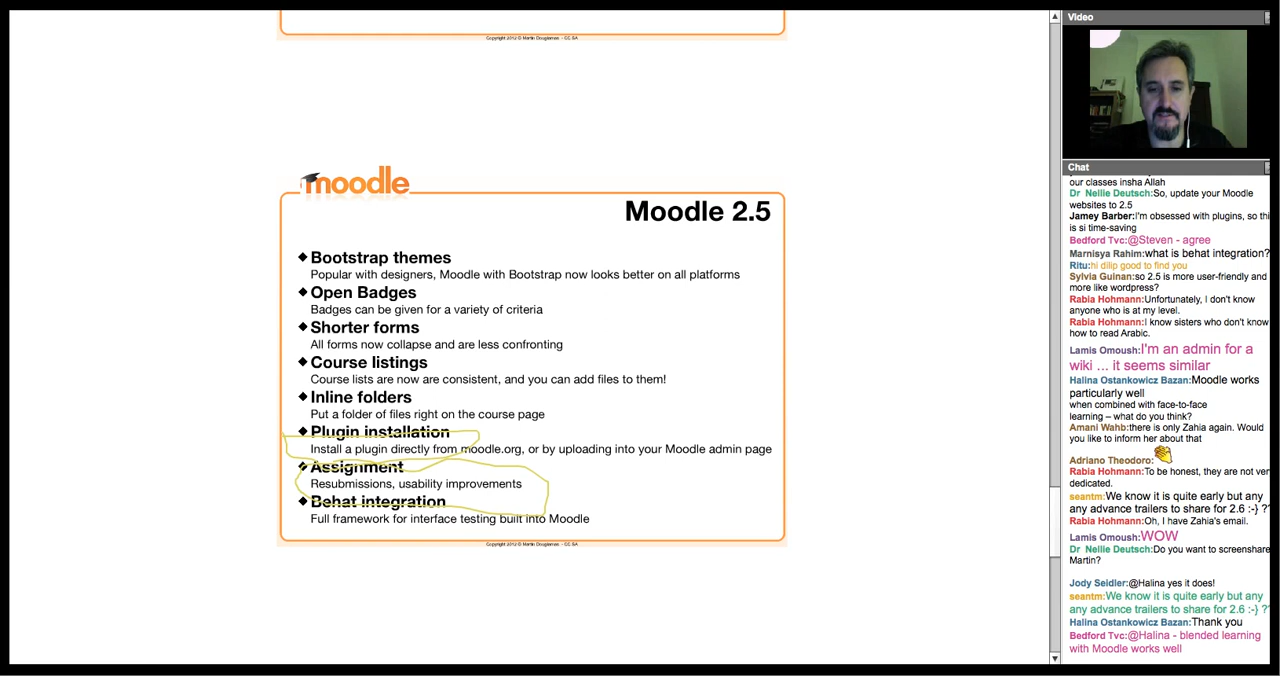 Copyright 2012 © Martin Dougiamas - CC SA
moodle
Moodle 2.5
Bootstrap themes
Popular with designers, Moodle with Bootstrap now looks better on all platforms
Open Badges
Badges can be given for a variety of criteria
Shorter forms
All forms now collapse and are less confronting
Course listings
Course lists are now are consistent, and you can add files to them!
Inline folders
Put a folder of files right on the course page
Plugin installation
Install a plugin directly from moodle.org, or by uploading into your Moodle admin page
Assignment
Resubmissions, usability improvements
Behat integration
Full framework for interface testing built into Moodle
Copyright 2012 © Martin Dougiamas - CC SA
Video
Chat
our classes insha Allah
Dr Nellie Deutsch:So, update your Moodle
websites to 2.5
Jamey Barber:I'm obsessed with plugins, so thi
is si time-saving
Bedford Tvc:@Steven - agree
Marnisya Rahim:what is behat integration?
Ritu:hi dilip good to find you
Sylvia Guinan:so 2.5 is more user-friendly and
more like wordpress?
Rabia Hohmann:Unfortunately, I don't know
anyone who is at my level.
Rabia Hohmann:I know sisters who don't know
how to read Arabic.
Lamis Omoush:I'm an admin for a
wiki ... it seems similar
Halina Ostankowicz Bazan:Moodle works
particularly well
when combined with face-to-face
learning – what do you think?
Amani Wahb:there is only Zahia again. Would
you like to inform her about that
Adriano Theodoro:
Rabia Hohmann:To be honest, they are not ver
dedicated.
seantm:We know it is quite early but any
any advance trailers to share for 2.6 :-} ??
Rabia Hohmann:Oh, I have Zahia's email.
Lamis Omoush:WOW
Dr Nellie Deutsch:Do you want to screenshare
Martin?
Jody Seidler:@Halina yes it does!
seantm:We know it is quite early but any
any advance trailers to share for 2.6 :-} ??
Halina Ostankowicz Bazan:Thank you
Bedford Tvc:@Halina - blended learning
with Moodle works well